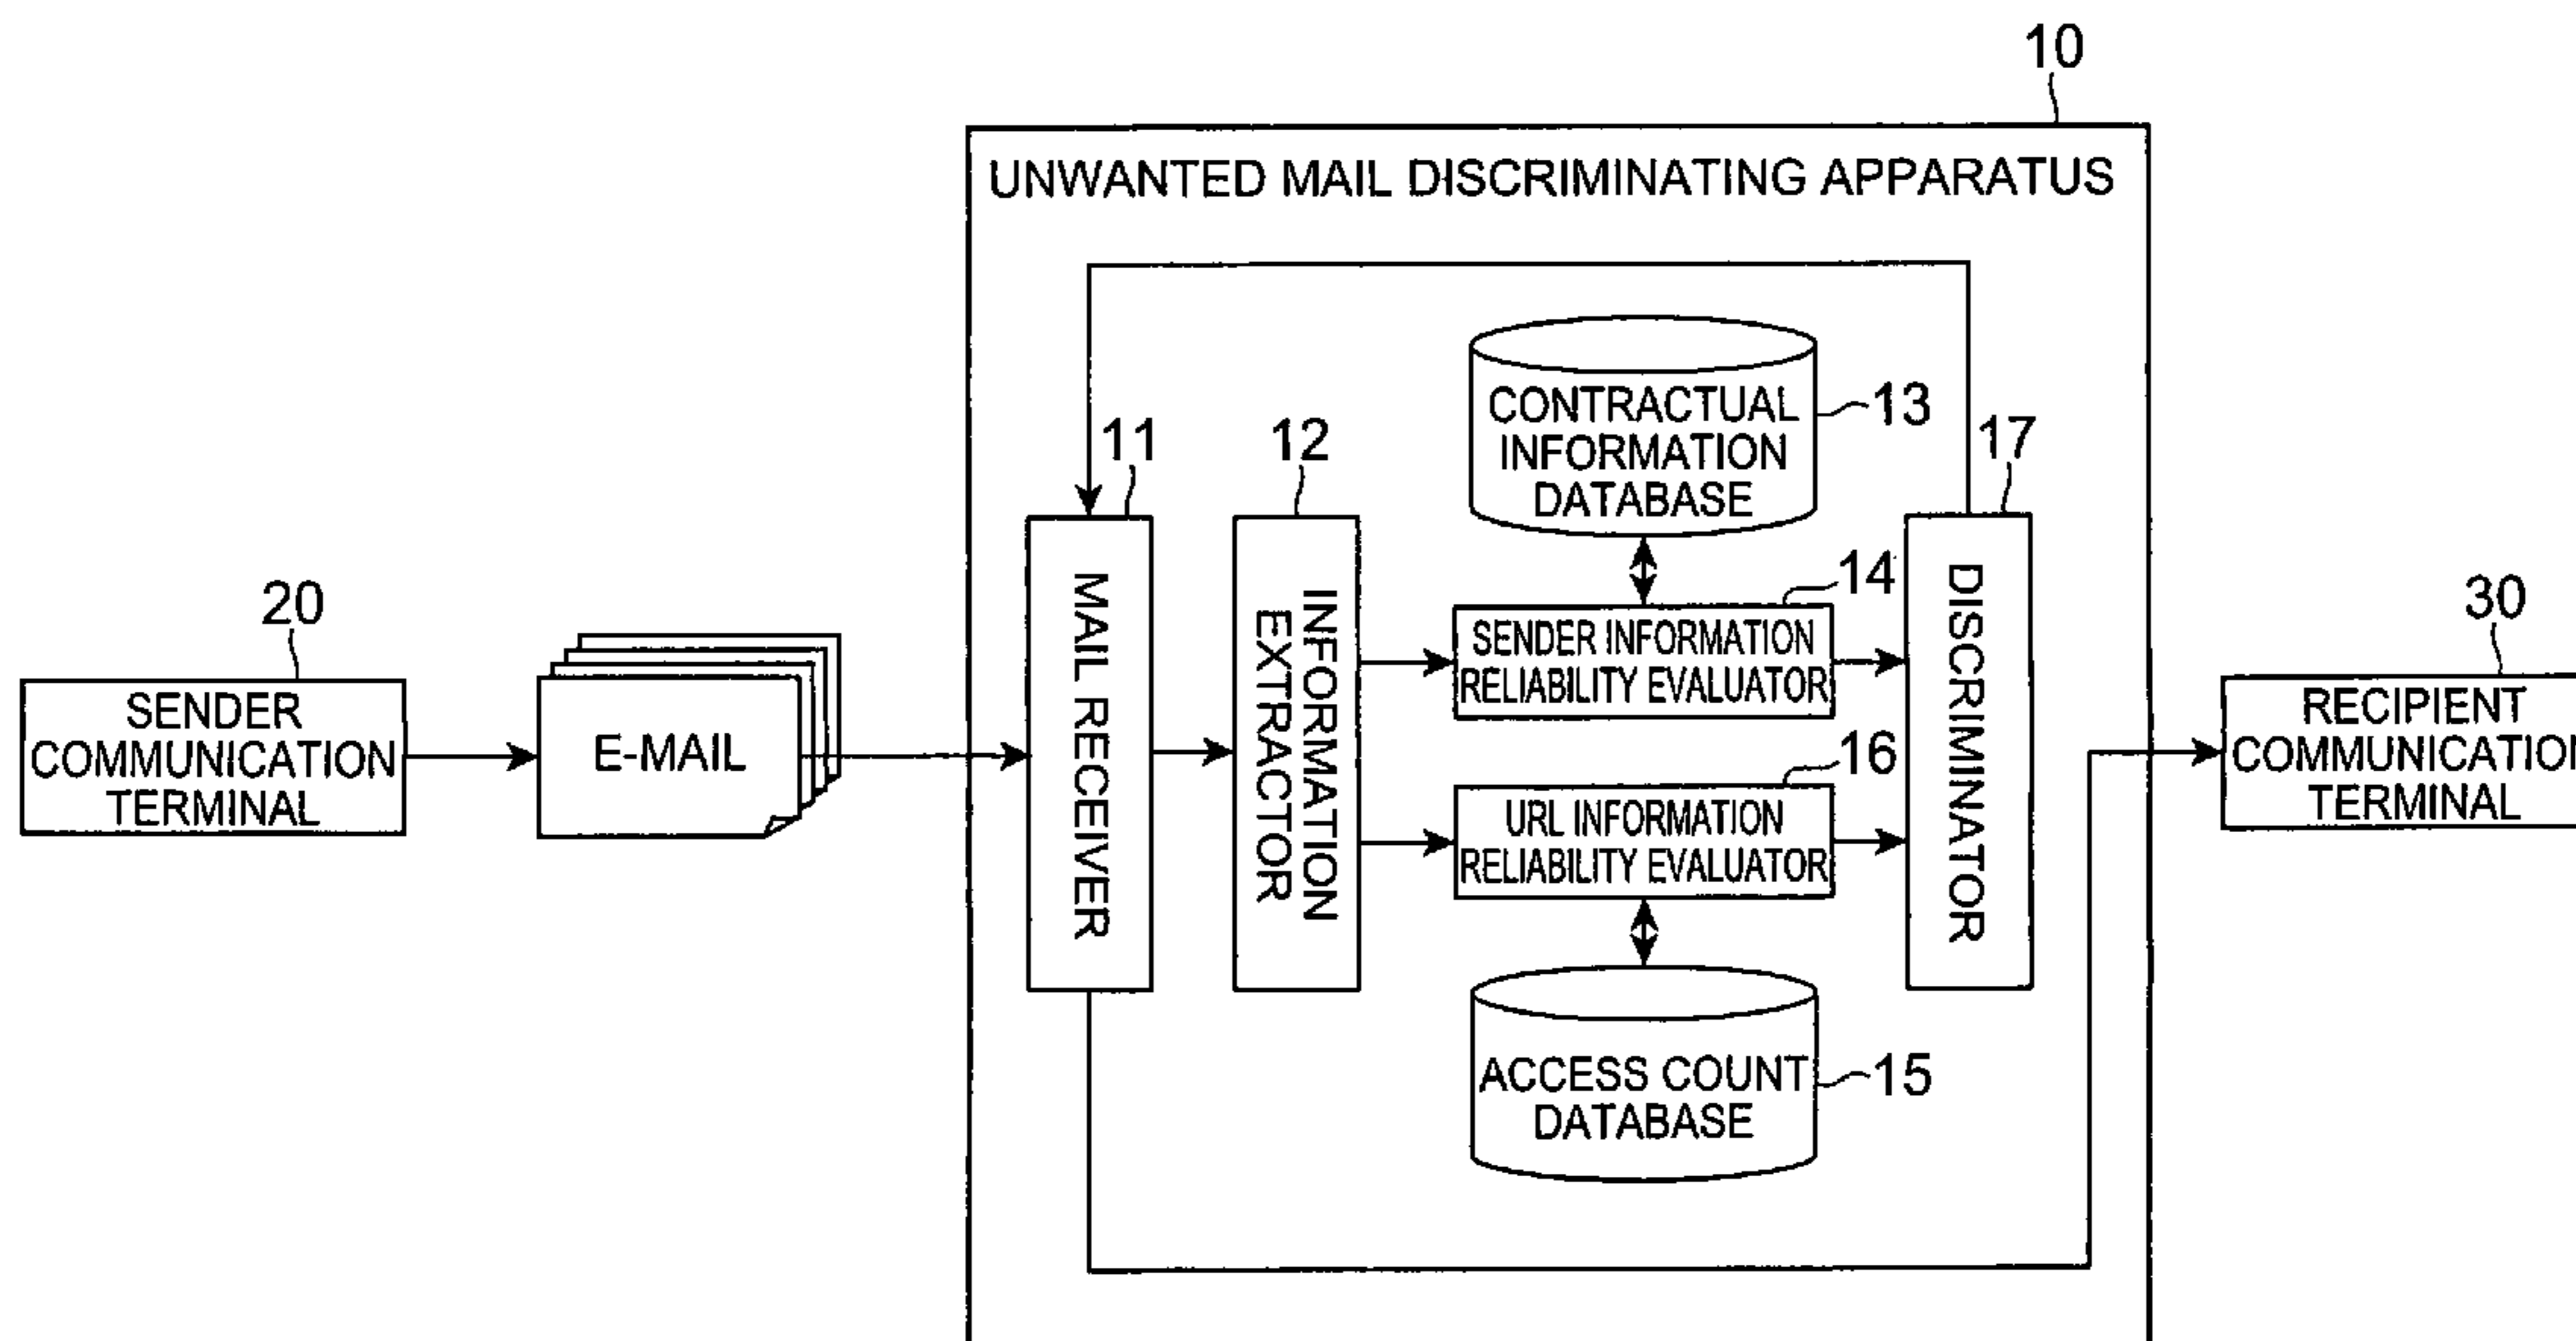 10
UNWANTED MAIL DISCRIMINATING APPARATUS
20
SENDER
COMMUNICATION
TERMINAL
E-MAIL
11
MAIL RECEIVER
12
INFORMATION
EXTRACTOR
CONTRACTUAL
INFORMATION
DATABASE
13
14
SENDER INFORMATION
RELIABILITY EVALUATOR
16
URL INFORMATION
RELIABILITY EVALUATOR
ACCESS COUNT
DATABASE
15
17
DISCRIMINATOR
30
RECIPIENT
COMMUNICATION
TERMINAL